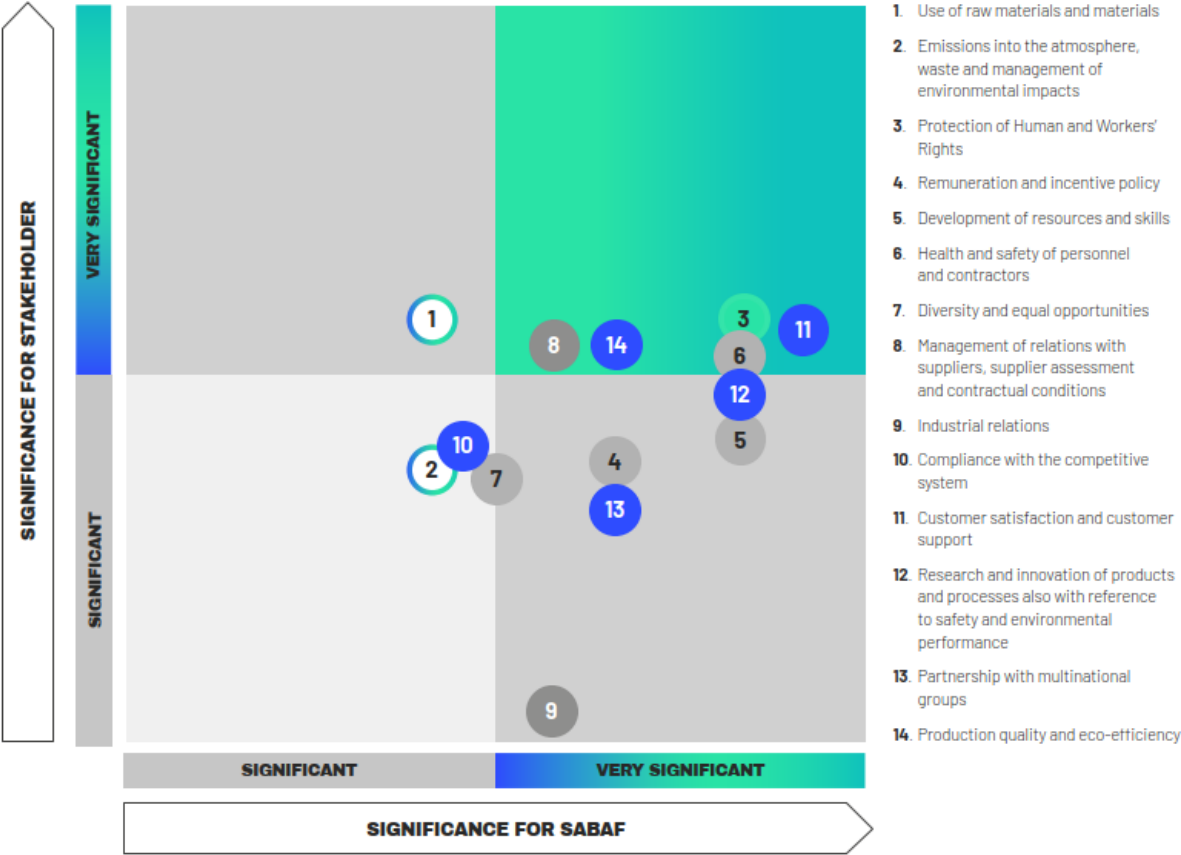 SIGNIFICANCE FOR STAKEHOLDER
VERY SIGNIFICANT
SIGNIFICANT
1
3
11
8
14
6
12
10
5
2
7
4
13
9
SIGNIFICANT
VERY SIGNIFICANT
SIGNIFICANCE FOR SABAF
1. Use of raw materials and materials
2. Emissions into the atmosphere,
waste and management of
environmental impacts
3. Protection of Human and Workers'
Rights
4. Remuneration and incentive policy
5. Development of resources and skills
6. Health and safety of personnel
and contractors
7. Diversity and equal opportunities
8. Management of relations with
suppliers, supplier assessment
and contractual conditions
9. Industrial relations
10. Compliance with the competitive
system
11. Customer satisfaction and customer
support
12. Research and innovation of products
and processes also with reference
to safety and environmental
performance
13. Partnership with multinational
groups
14. Production quality and eco-efficiency